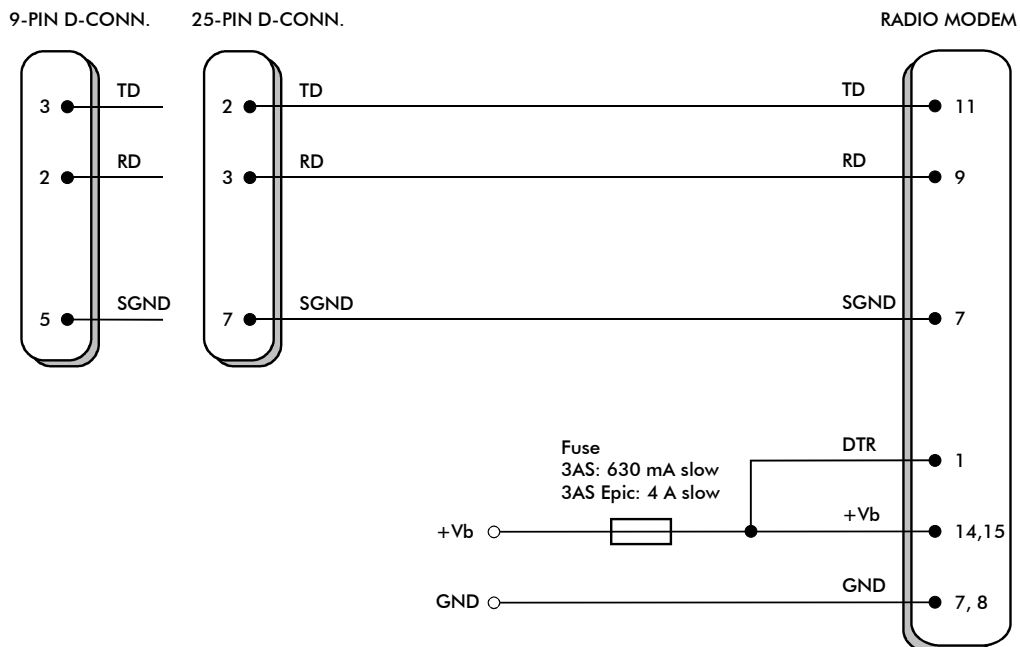 9-PIN D-CONN. 25-PIN D-CONN. RADIO MODEM
3 TD 2 TD TD 11
2 RD 3 RD RD 9
5 SGND 7 SGND SGND 7
Fuse
3AS: 630 mA slow
3AS Epic: 4 A slow
DTR 1
+Vb +Vb 14,15
GND GND 7, 8